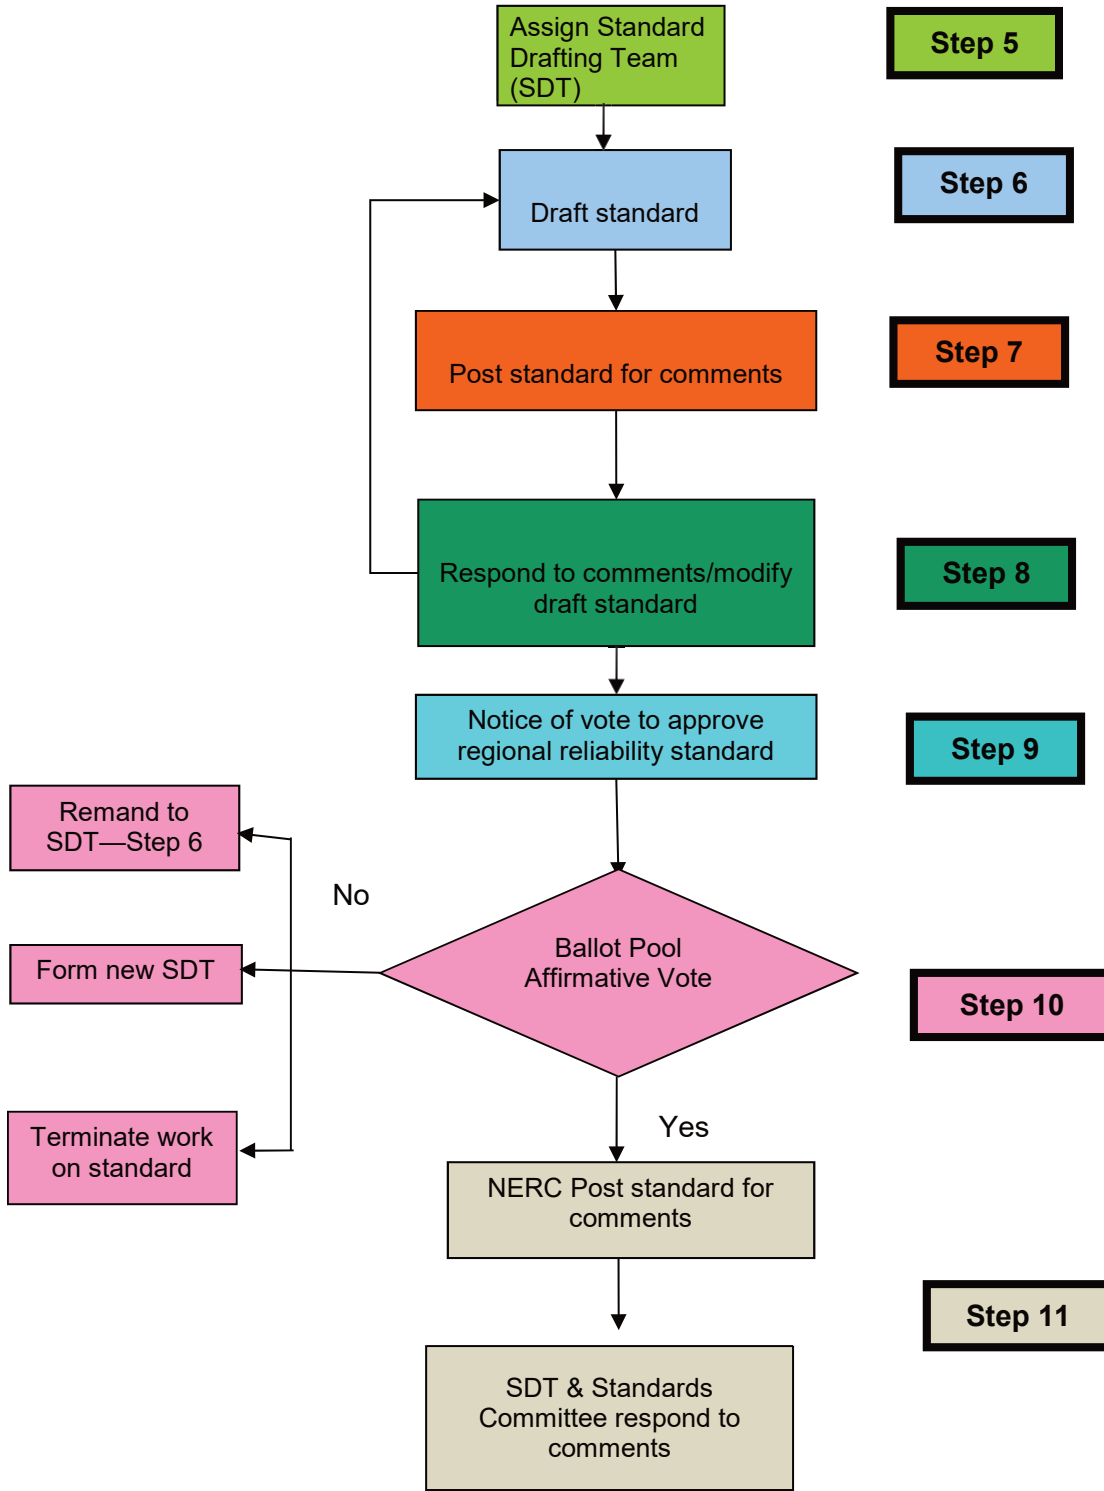 Assign Standard
Drafting Team
(SDT)
Step 5
Draft standard
Step 6
Post standard for comments
Step 7
Respond to comments/modify
draft standard
Step 8
Notice of vote to approve
regional reliability standard
Step 9
Remand to
SDT—Step 6
No
Form new SDT
Ballot Pool
Affirmative Vote
Step 10
Terminate work
on standard
Yes
NERC Post standard for
comments
Step 11
SDT & Standards
Committee respond to
comments